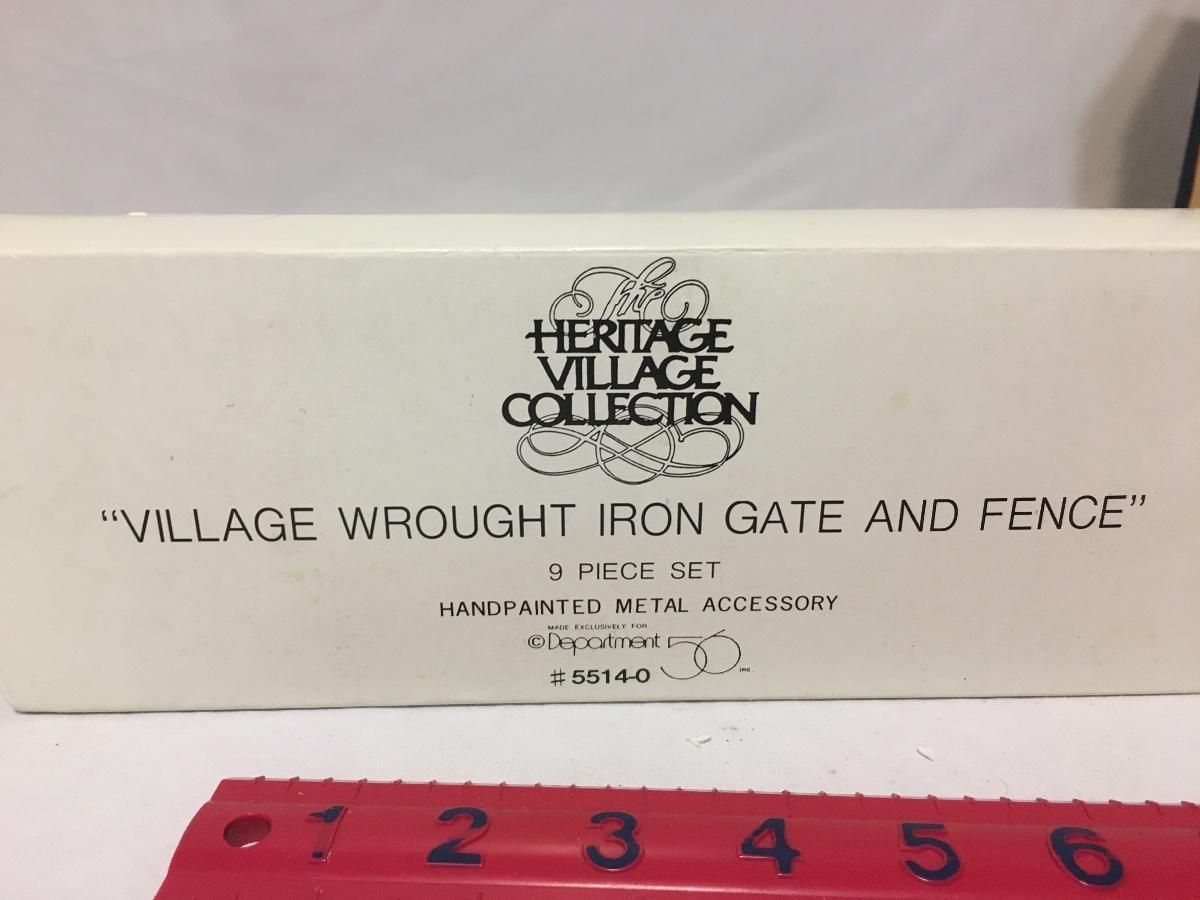 The
HERITAGE
VILLAGE
COLLECTION
"VILLAGE WROUGHT IRON GATE AND FENCE"
9 PIECE SET
HANDPAINTED METAL ACCESSORY
MADE EXCLUSIVELY FOR
©Department 56 inc.
#5514-0
1 2 3 4 5 6